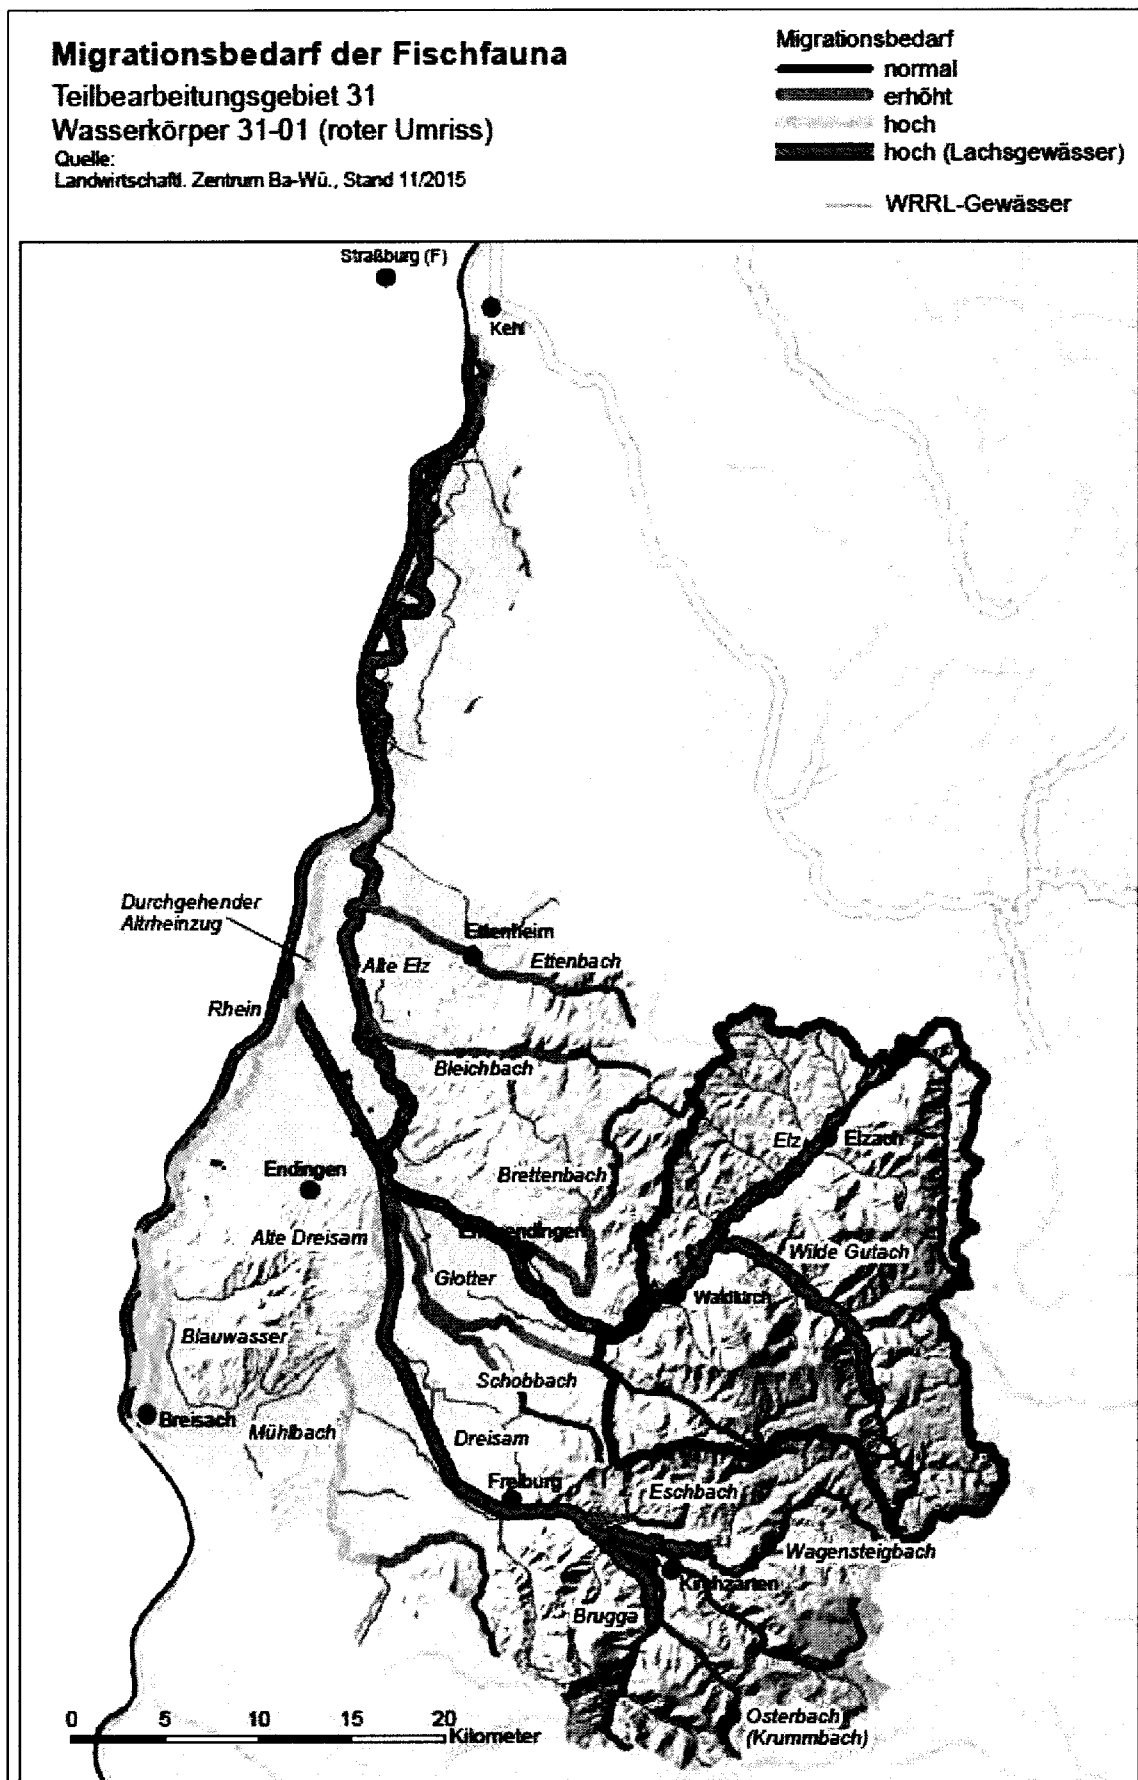 Migrationsbedarf der Fischfauna
Teilbearbeitungsgebiet 31
Wasserkörper 31-01 (roter Umriss)
Quelle:
Landwirtschaftl. Zentrum Ba-Wü., Stand 11/2015
Migrationsbedarf
normal
erhöht
hoch
hoch (Lachsgewässer)
WRRL-Gewässer
Straßburg (F)
Kehl
Durchgehender
Altrheinzug
Ettenheim
Alte Elz
Ettenbach
Rhein
Bleichbach
Elz
Elzach
Endingen
Brettenbach
Alte Dreisam
Emmendingen
Wilde Gutach
Glotter
Waldkirch
Blauwasser
Schobbach
Breisach
Mühlbach
Dreisam
Freiburg
Eschbach
Wagensteigbach
Kirchzarten
Brugga
Osterbach
(Krummbach)
0 5 10 15 20
Kilometer